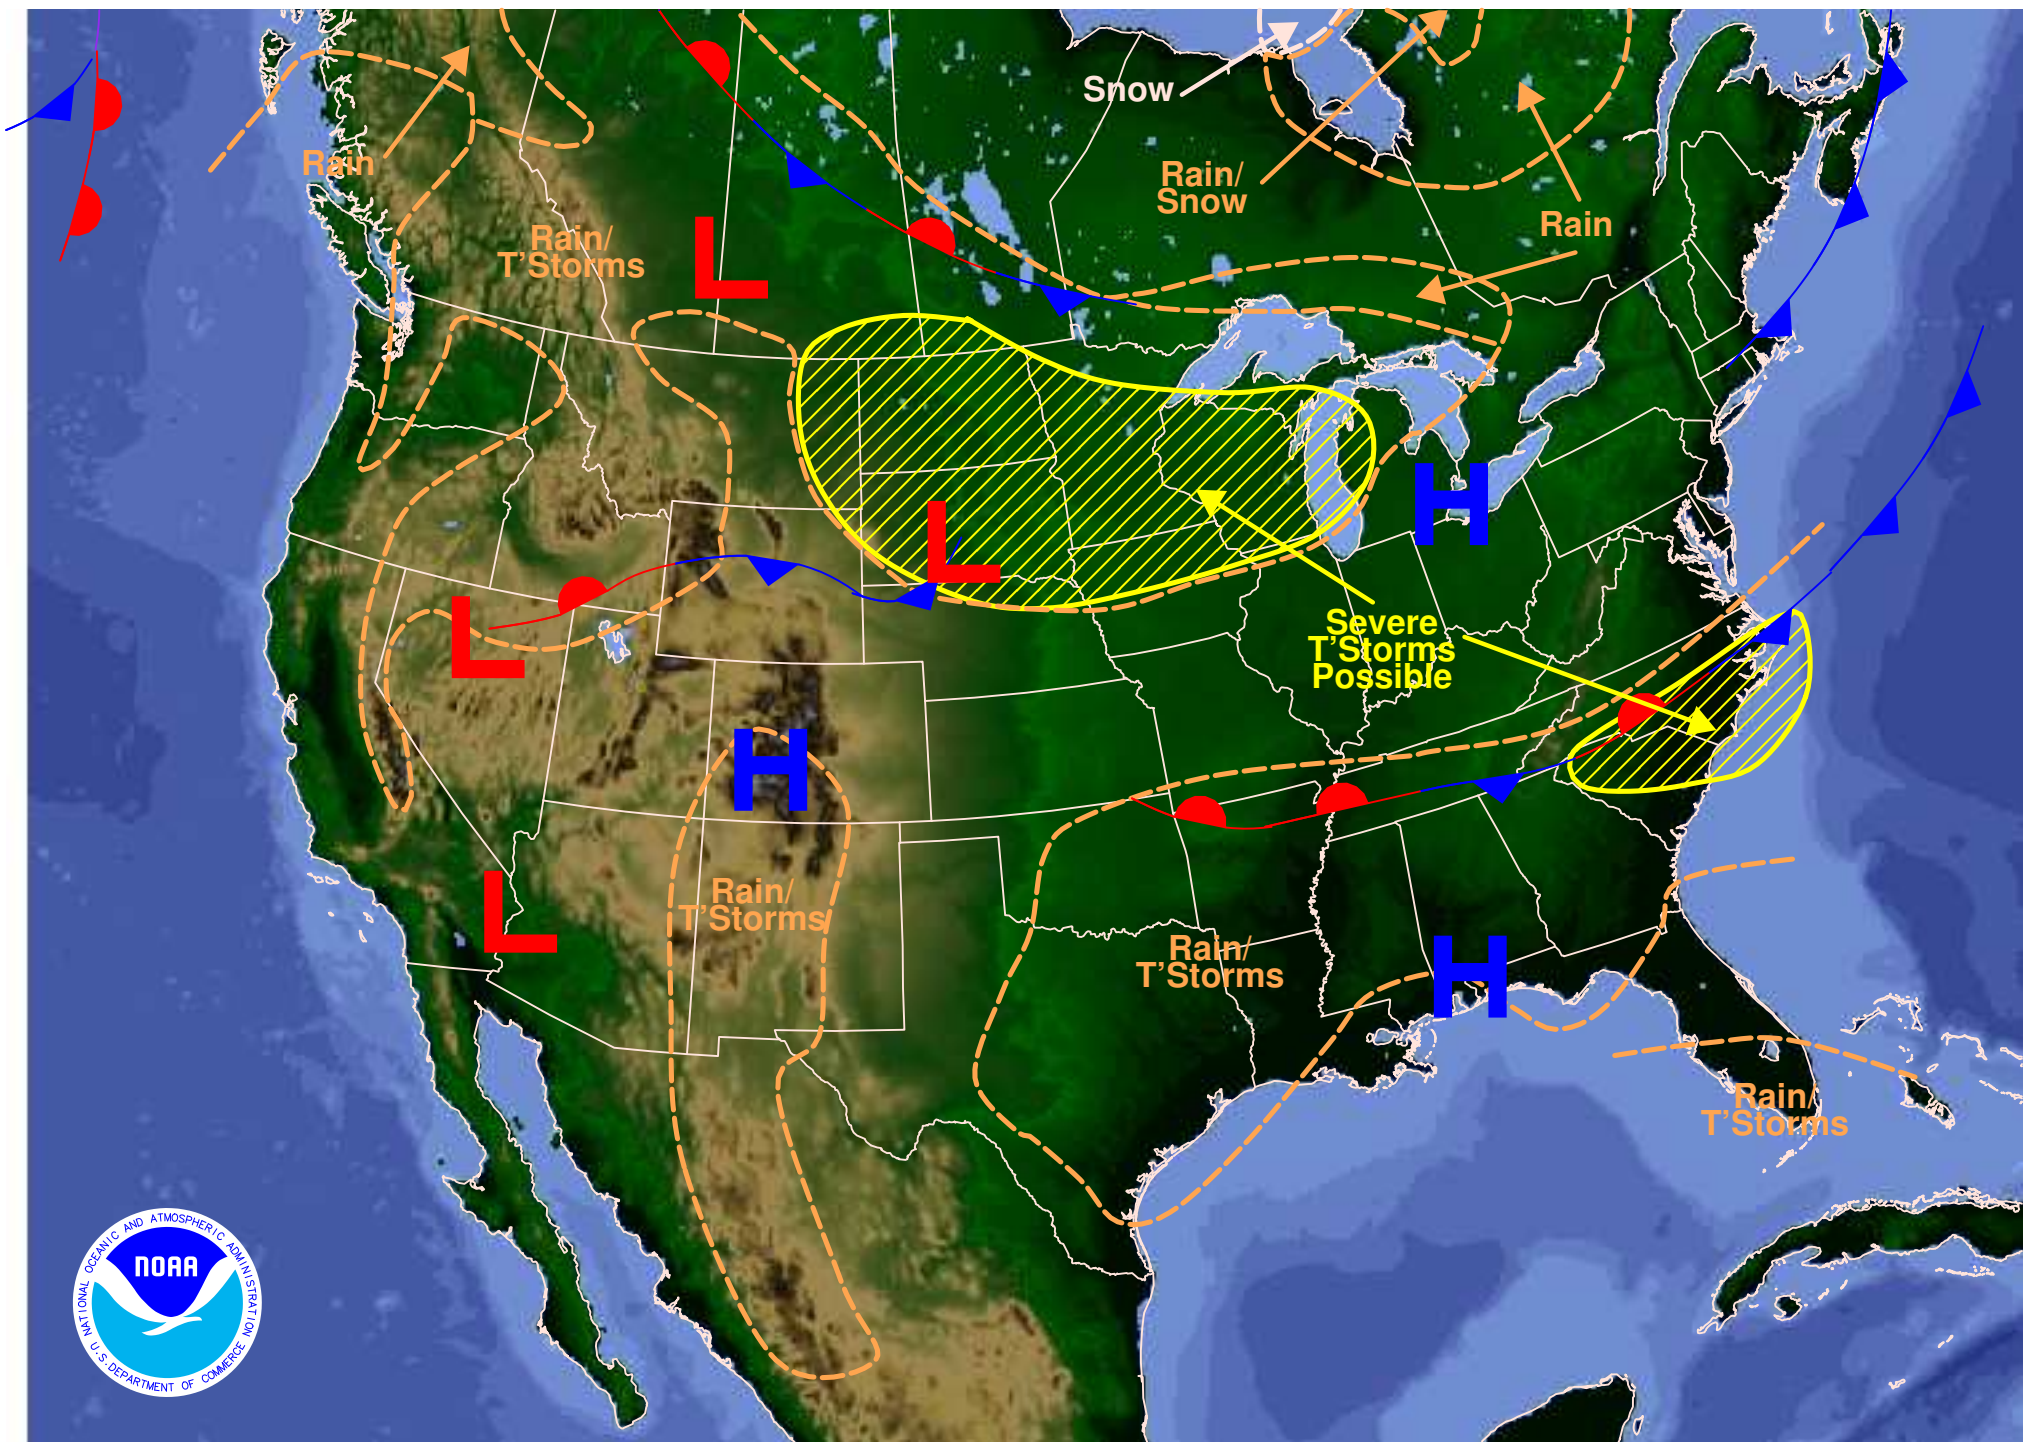 Snow
Rain
Rain/
Snow
Rain
Rain/
T'Storms
L
H
L
Severe
T'Storms
Possible
L
H
Rain/
T'Storms
L
Rain/
T'Storms
H
Rain/
T'Storms
NATIONAL OCEANIC AND ATMOSPHERIC ADMINISTRATION
NOAA
U.S. DEPARTMENT OF COMMERCE